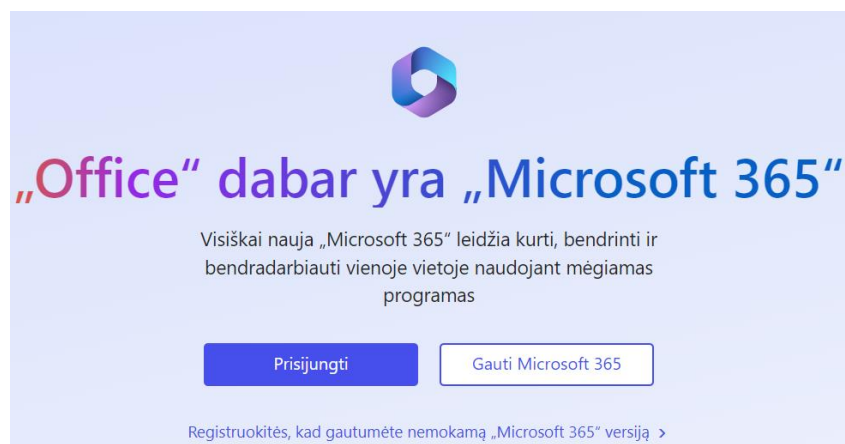 „Office“ dabar yra „Microsoft 365“
Visiškai nauja „Microsoft 365“ leidžia kurti, bendrinti ir
bendradarbiauti vienoje vietoje naudojant mėgiamas
programas
Prisijungti
Gauti Microsoft 365
Registruokitės, kad gautumėte nemokamą „Microsoft 365“ versiją >